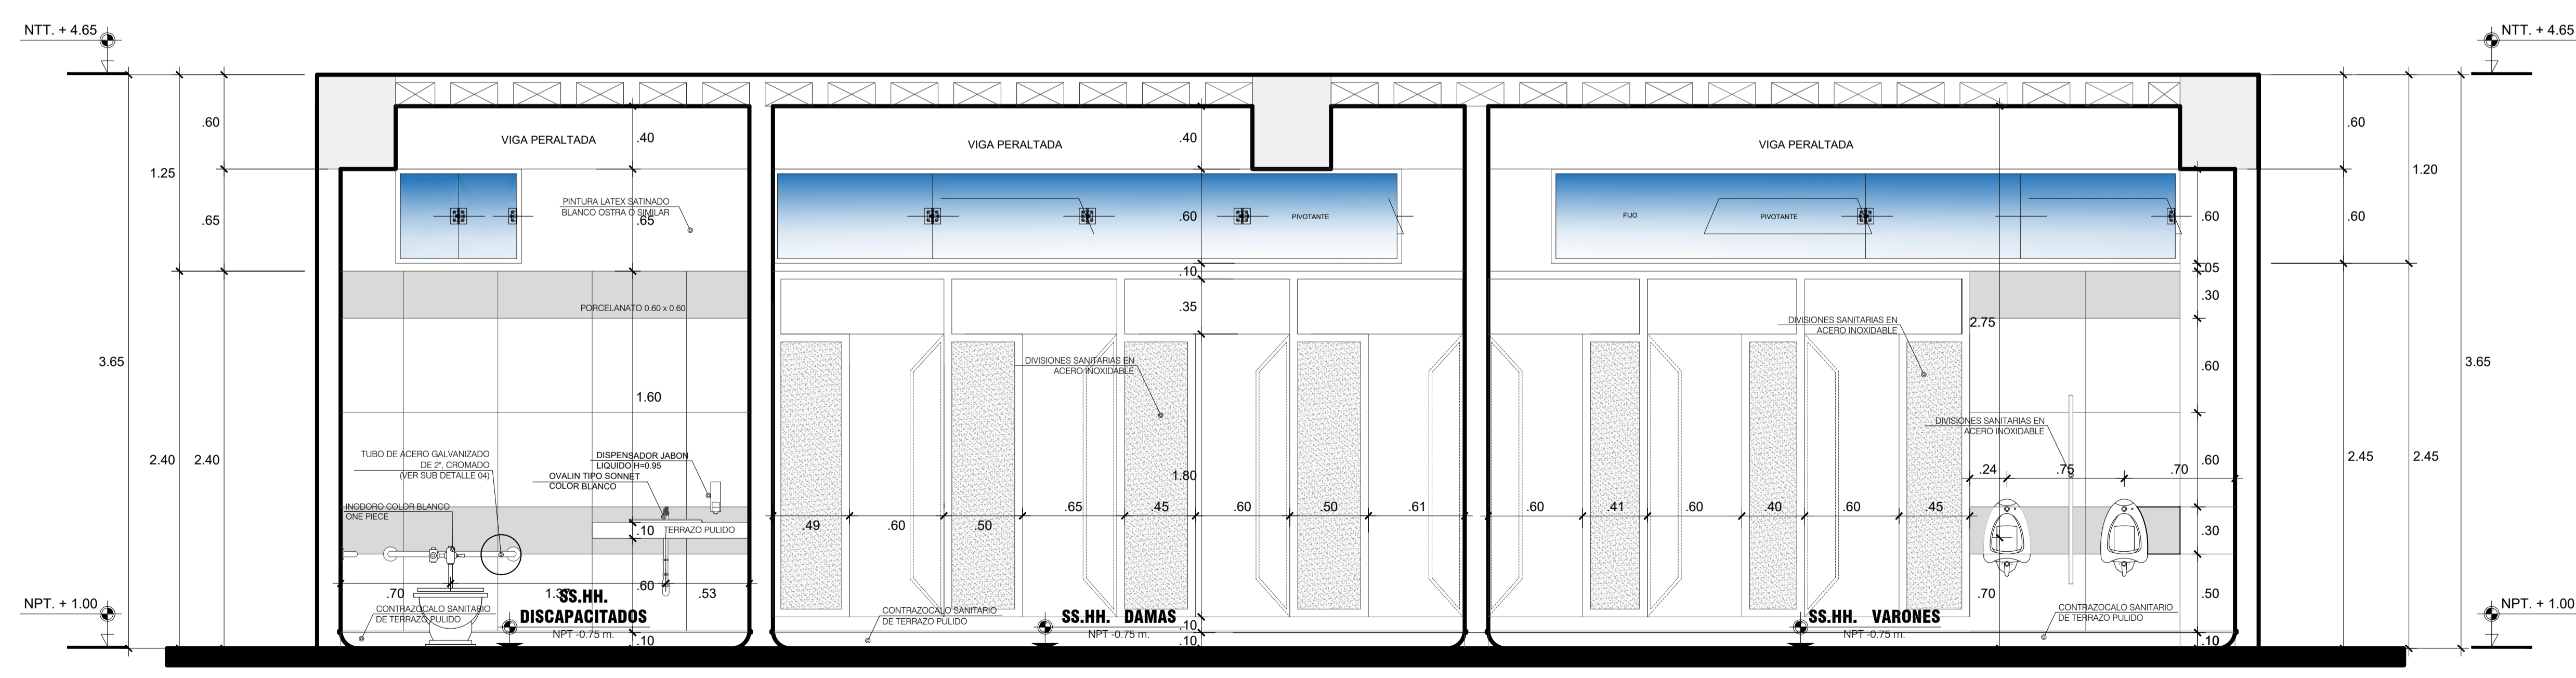 NTT. + 4.65
NTT. + 4.65
.60
1.25
.65
3.65
2.40
2.40
NPT. + 1.00
VIGA PERALTADA
.40
PINTURA LATEX SATINADO
BLANCO OSTRA O SIMILAR
.65
PORCELANATO 0.60 x 0.60
1.60
TUBO DE ACERO GALVANIZADO
DE 2", CROMADO
(VER SUB DETALLE 04)
DISPENSADOR JABON
LIQUIDO H=0.95
OVALIN TIPO SONNET
COLOR BLANCO
INODORO COLOR BLANCO
ONE PIECE
.10
TERRAZO PULIDO
.60
.70
.53
SS.HH.
DISCAPACITADOS
NPT -0.75 m.
CONTRAZOCALO SANITARIO
DE TERRAZO PULIDO
.10
VIGA PERALTADA
.40
.60
PIVOTANTE
.10
.35
DIVISIONES SANITARIAS EN
ACERO INOXIDABLE
1.80
.49
.60
.50
.65
.45
.60
.50
.61
CONTRAZOCALO SANITARIO
DE TERRAZO PULIDO
SS.HH. DAMAS
NPT -0.75 m.
.10
.10
VIGA PERALTADA
FIJO
PIVOTANTE
.60
.05
.30
2.75
DIVISIONES SANITARIAS EN
ACERO INOXIDABLE
.60
DIVISIONES SANITARIAS EN
ACERO INOXIDABLE
.60
.24
.75
.70
.60
.41
.60
.40
.60
.45
.30
.70
.50
SS.HH. VARONES
NPT -0.75 m.
CONTRAZOCALO SANITARIO
DE TERRAZO PULIDO
.10
.60
1.20
.60
3.65
2.45
2.45
NPT. + 1.00